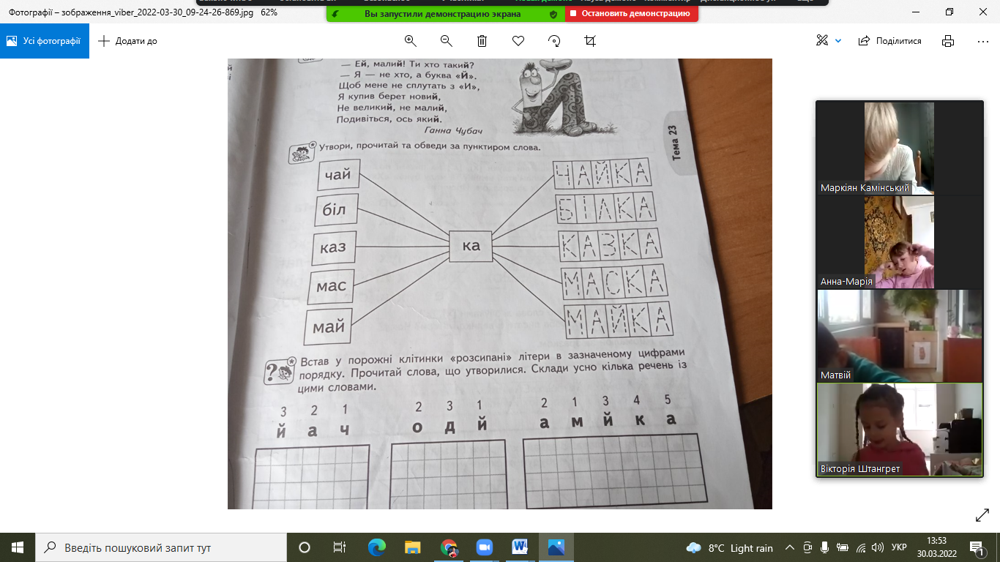 Вы запустили демонстрацию экрана
Остановить демонстрацию
Фотографії – зображення_viber_2022-03-30_09-24-26-869.jpg 62%
Усі фотографії
Додати до
Поділитися
— Ей, малий! Ти хто такий?
— Я — не хто, а буква «Й».
Щоб мене не сплутать з «И»,
Я купив берет новий,
Не великий, не малий,
Подивіться, ось який.
Ганна Чубач
Тема 23
Утвори, прочитай та обведи за пунктиром слова.
чай
ЧАЙКА
біл
БІЛКА
каз
ка
КАЗКА
мас
МАСКА
май
МАЙКА
Встав у порожні клітинки «розсипані» літери в зазначеному цифрами
порядку. Прочитай слова, що утворилися. Склади усно кілька речень із
цими словами.
3 2 1 2 3 1 2 1 3 4 5
й а ч о д й а м й к а
Маркіян Камінський
Анна-Марія
Матвій
Вікторія Штангрет
Введіть пошуковий запит тут
8°C Light rain
УКР
13:53
30.03.2022
1